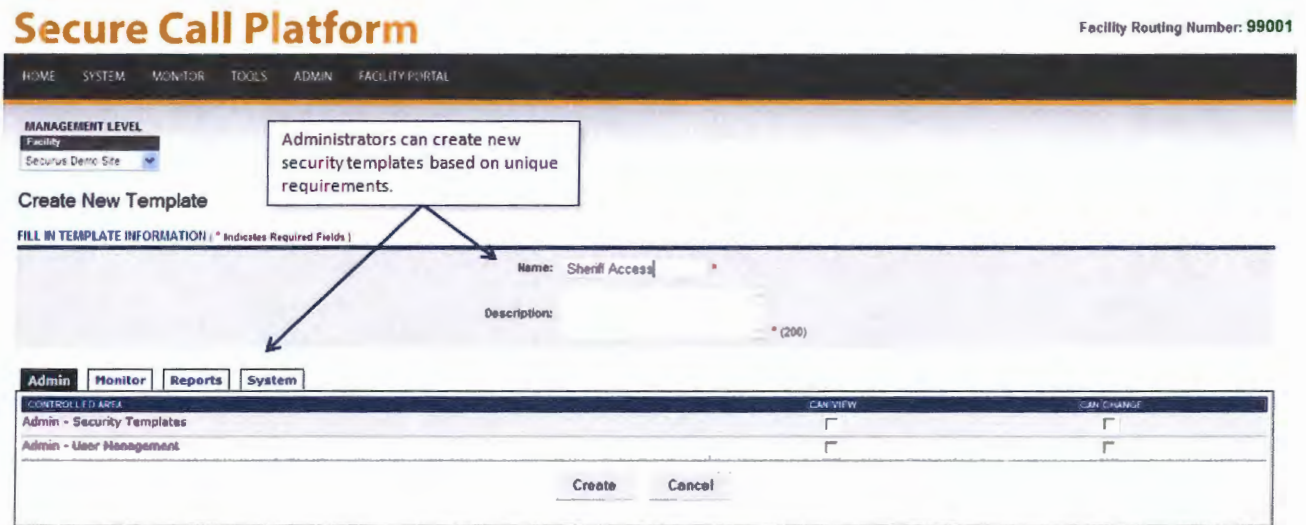 Secure Call Platform
Facility Routing Number: 99001
HOME SYSTEM MONITOR TOOLS ADMIN FACILITY PORTAL
MANAGEMENT LEVEL
Facility
Securus Demo Site
Administrators can create new
security templates based on unique
requirements.
Create New Template
FILL IN TEMPLATE INFORMATION ( * Indicates Required Fields )
Name: Sheriff Access *
Description:
* (200)
Admin Monitor Reports System
CONTROLLED AREA CAN VIEW CAN CHANGE
Admin - Security Templates
Admin - User Management
Create Cancel